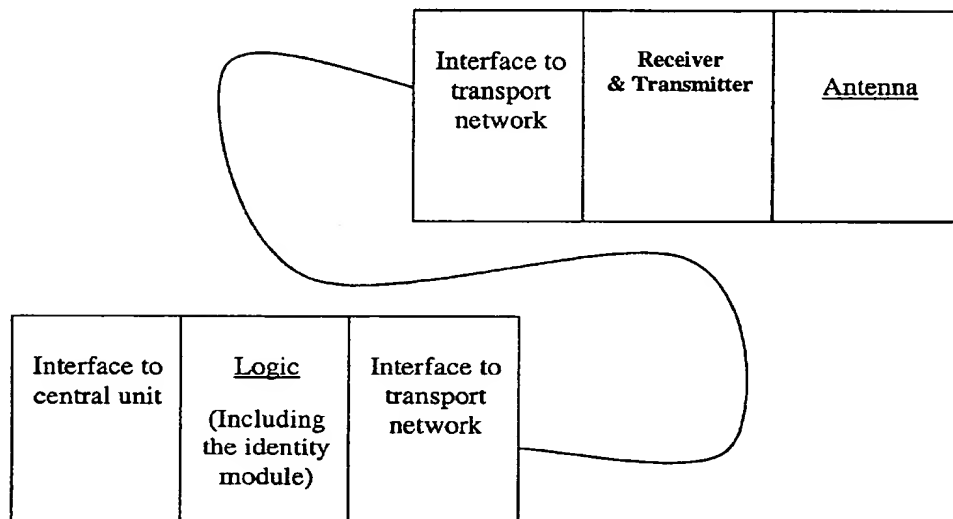 Interface to
transport
network
Receiver
& Transmitter
Antenna
Interface to
central unit
Logic
(Including
the identity
module)
Interface to
transport
network